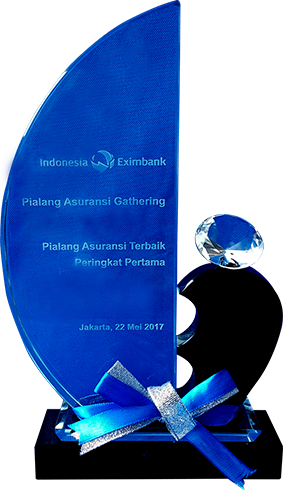 Indonesia Eximbank
Pialang Asuransi Gathering
Pialang Asuransi Terbaik
Peringkat Pertama
Jakarta, 22 Mei 2017